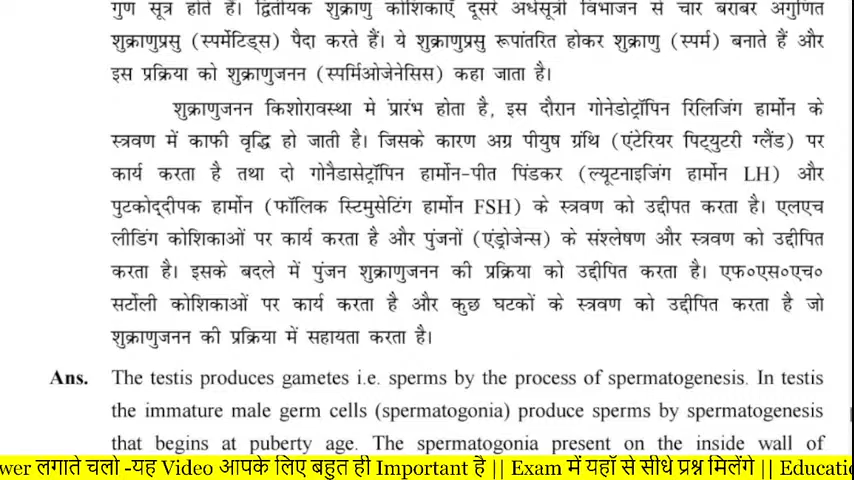 गुण सूत्र होते हैं। द्वितीयक शुक्राणु कोशिकाएँ दूसरे अर्धसूत्री विभाजन से चार बराबर अगुणित
शुक्राणुप्रसु (स्पर्मेटिड्स) पैदा करते हैं। ये शुक्राणुप्रसु रूपांतरित होकर शुक्राणु (स्पर्म) बनाते हैं और
इस प्रक्रिया को शुक्राणुजनन (स्पर्मिओजेनेसिस) कहा जाता है।
शुक्राणुजनन किशोरावस्था में प्रारंभ होता है, इस दौरान गोनेडोट्रॉपिन रिलिजिंग हार्मोन के
स्त्रवण में काफी वृद्धि हो जाती है। जिसके कारण अग्र पीयुष ग्रंथि (एंटेरियर पिट्युटरी ग्लैंड) पर
कार्य करता है तथा दो गोनैडासेट्रॉपिन हार्मोन-पीत पिंडकर (ल्यूटनाइजिंग हार्मोन LH) और
पुटकोद्दीपक हार्मोन (फॉलिक स्टिमुसेटिंग हार्मोन FSH) के स्त्रवण को उद्दीपत करता है। एलएच
लीडिंग कोशिकाओं पर कार्य करता है और पुंजनों (एंड्रोजेन्स) के संश्लेषण और स्त्रवण को उद्दीपित
करता है। इसके बदले में पुंजन शुक्राणुजनन की प्रक्रिया को उद्दीपित करता है। एफ०एस०एच०
सर्टोली कोशिकाओं पर कार्य करता है और कुछ घटकों के स्त्रवण को उद्दीपित करता है जो
शुक्राणुजनन की प्रक्रिया में सहायता करता है।
Ans. The testis produces gametes i.e. sperms by the process of spermatogenesis. In testis
the immature male germ cells (spermatogonia) produce sperms by spermatogenesis
that begins at puberty age. The spermatogonia present on the inside wall of
wer लगाते चलो -यह Video आपके लिए बहुत ही Important है || Exam में यहाॅ से सीधे प्रश्न मिलेंगे || Educatio